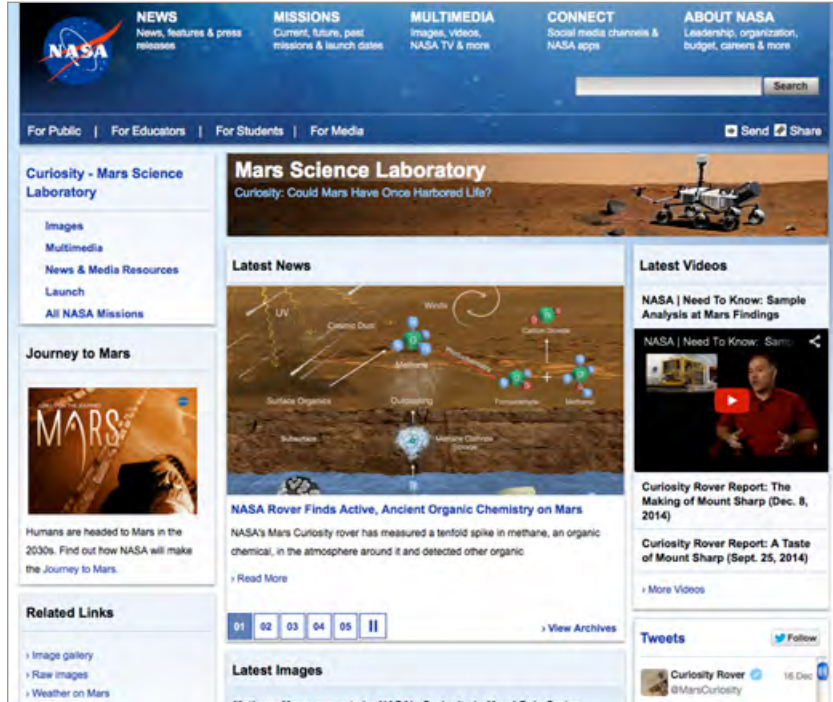 NASA
NEWS
News, features & press
releases
MISSIONS
Current, future, past
missions & launch dates
MULTIMEDIA
Images, videos,
NASA TV & more
CONNECT
Social media channels &
NASA apps
ABOUT NASA
Leadership, organization,
budget, careers & more
Search
For Public | For Educators | For Students | For Media
Send Share
Curiosity - Mars Science
Laboratory
Images
Multimedia
News & Media Resources
Launch
All NASA Missions
Journey to Mars
MARS
Humans are headed to Mars in the
2030s. Find out how NASA will make
the Journey to Mars.
Related Links
› Image gallery
› Raw images
› Weather on Mars
Mars Science Laboratory
Curiosity: Could Mars Have Once Harbored Life?
Latest News
UV
Cosmic Dust
Winds
Carbon Dioxide
Methane
Photochemistry
Surface Organics
Outgassing
Formaldehyde
Methanol
Subsurface
Methane Clathrate
Storage
NASA Rover Finds Active, Ancient Organic Chemistry on Mars
NASA's Mars Curiosity rover has measured a tenfold spike in methane, an organic
chemical, in the atmosphere around it and detected other organic
› Read More
01 02 03 04 05
› View Archives
Latest Images
Latest Videos
NASA | Need To Know: Sample
Analysis at Mars Findings
NASA | Need To Know: Sam
Curiosity Rover Report: The
Making of Mount Sharp (Dec. 8,
2014)
Curiosity Rover Report: A Taste
of Mount Sharp (Sept. 25, 2014)
› More Videos
Tweets
Follow
Curiosity Rover
16 Dec
@MarsCuriosity